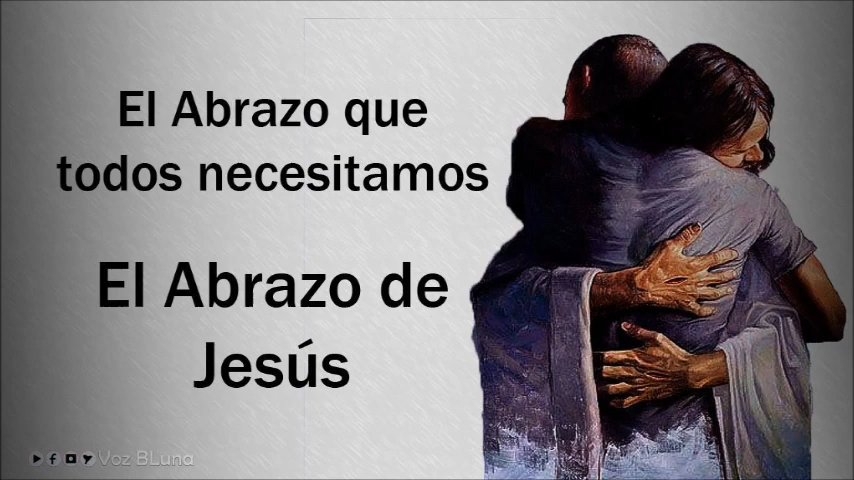 El Abrazo que
todos necesitamos
El Abrazo de
Jesús
Voz BLuna